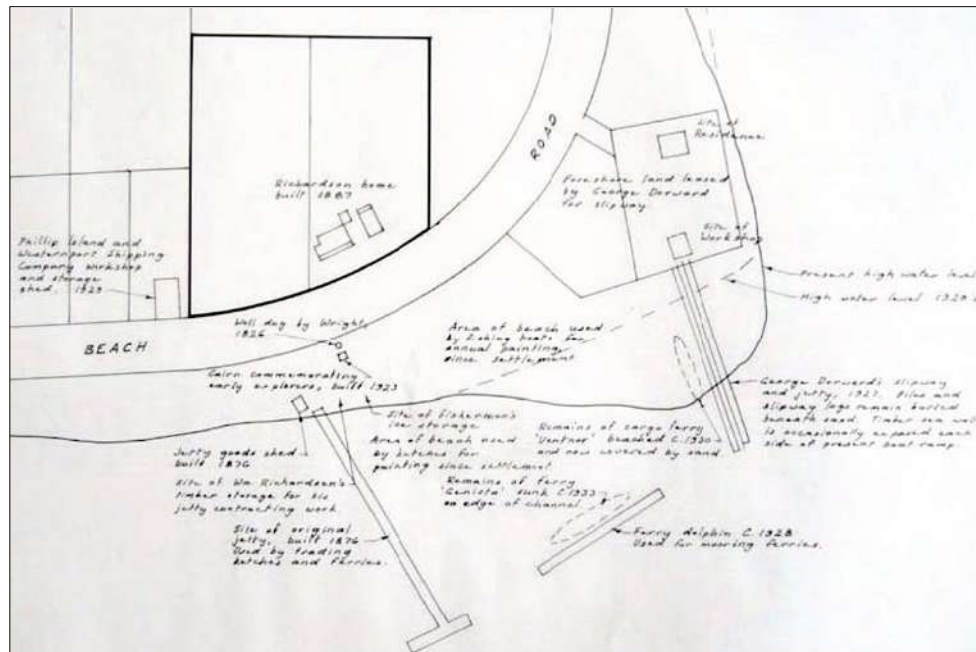 Site of
Residence
ROAD
Foreshore land leased
by George Dorward
for slipway.
Richardson home
built 1887
Phillip Island and
Westernport Shipping
Company workshop
and storage
shed. 1929
Site of
Workshop
Present high water level
High water level 1929
Well dug by Wright,
1826
BEACH
Area of beach used
by fishing boats for
annual painting
since settlement
Cairn commemorating
early explorers, built 1923
Site of fishermen's
ice storage
Area of beach used
by ketches for
painting since settlement
Remains of cargo ferry
'Ventnor' beached C.1930
and now covered by sand.
George Dorward's slipway
and jetty, 1927. Piles and
slipway logs remain buried
beneath sand. Timber sea wall
is occasionally exposed each
side of present boat ramp.
Jetty goods shed
built 1876
Site of Wm Richardson's
timber storage for his
jetty contracting work.
Remains of ferry
'Genista' sunk C.1933
on edge of channel.
Site of original
jetty, built 1876
Used by trading
ketches and ferries.
Ferry dolphin C.1928
Used for mooring ferries.